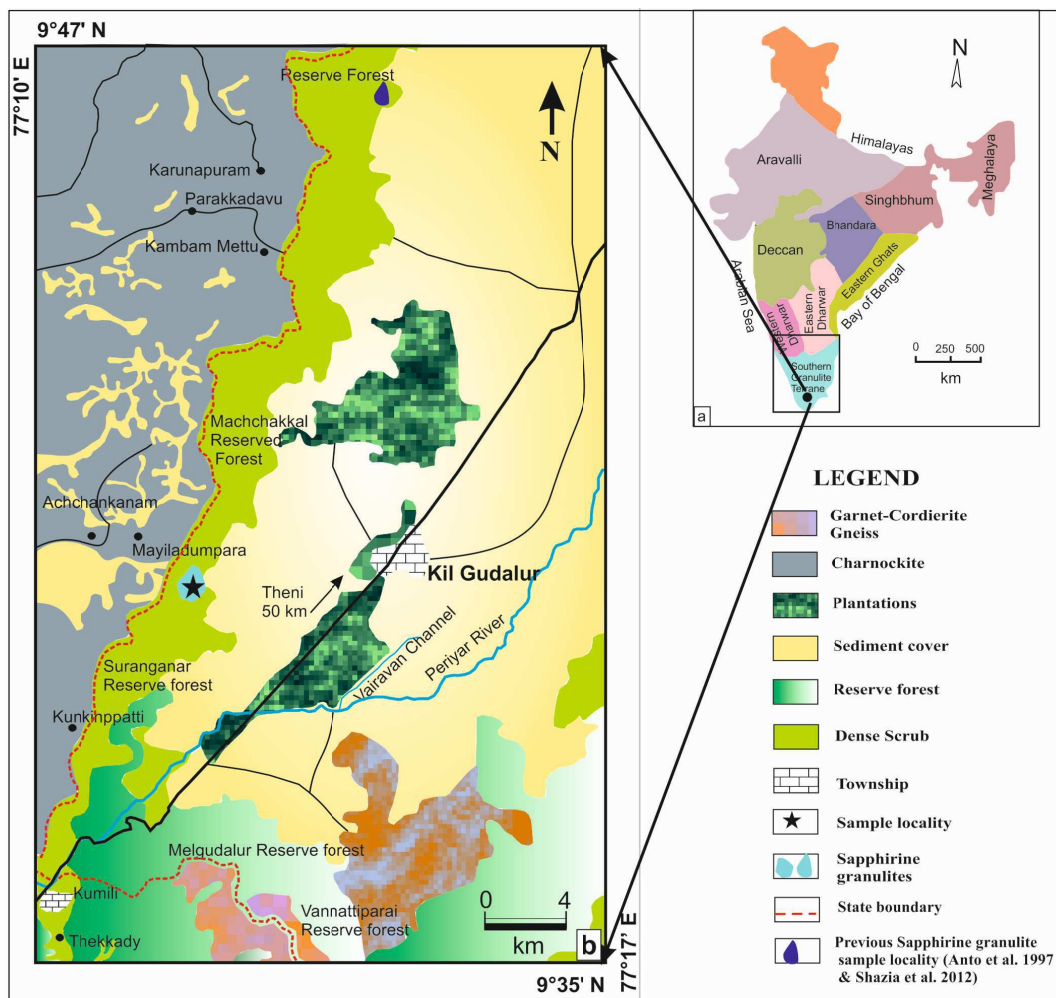 9°47' N
77°10' E
Reserve Forest
N
Karunapuram
Parakkadavu
Kambam Mettu
Machchakkal
Reserved
Forest
Achchankanam
Mayiladumpara
Theni
50 km
Kil Gudalur
Vairavan Channel
Periyar River
Suranganar
Reserve forest
Kunkihppatti
Melgudalur Reserve forest
Kumili
Vannattiparai
Reserve forest
Thekkady
0 4
km
b
9°35' N
77°17' E
N
Himalayas
Aravalli
Meghalaya
Singhbhum
Bhandara
Deccan
Eastern Ghats
Arabian Sea
Bay of Bengal
Eastern
Dharwar
Western
Dharwar
Southern
Granulite
Terrane
0 250 500
km
a
LEGEND
Garnet-Cordierite
Gneiss
Charnockite
Plantations
Sediment cover
Reserve forest
Dense Scrub
Township
Sample locality
Sapphirine
granulites
State boundary
Previous Sapphirine granulite
sample locality (Anto et al. 1997
& Shazia et al. 2012)